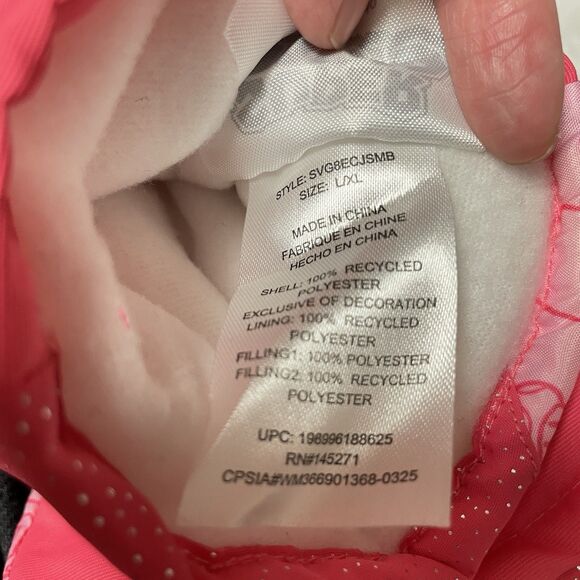 STYLE: SVG8ECJSMB
SIZE: L/XL
MADE IN CHINA
FABRIQUE EN CHINE
HECHO EN CHINA
SHELL: 100% RECYCLED
POLYESTER
EXCLUSIVE OF DECORATION
LINING: 100% RECYCLED
POLYESTER
FILLING1: 100% POLYESTER
FILLING2: 100% RECYCLED
POLYESTER
UPC: 196996188625
RN#145271
CPSIA#WM366901368-0325